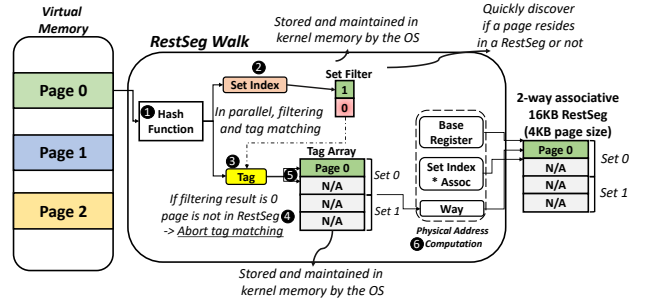 Virtual
Memory
Page 0
Page 1
Page 2
RestSeg Walk
Stored and maintained in
kernel memory by the OS
Quickly discover
if a page resides
in a RestSeg or not
1 Hash
Function
2
Set Index
Set Filter
1
0
In parallel, filtering
and tag matching
3
Tag
5
Tag Array
Page 0
N/A
N/A
N/A
Set 0
Set 1
If filtering result is 0
page is not in RestSeg 4
-> Abort tag matching
Stored and maintained in
kernel memory by the OS
Base
Register
Set Index
* Assoc
Way
Physical Address
6 Computation
2-way associative
16KB RestSeg
(4KB page size)
Page 0
N/A
N/A
N/A
Set 0
Set 1